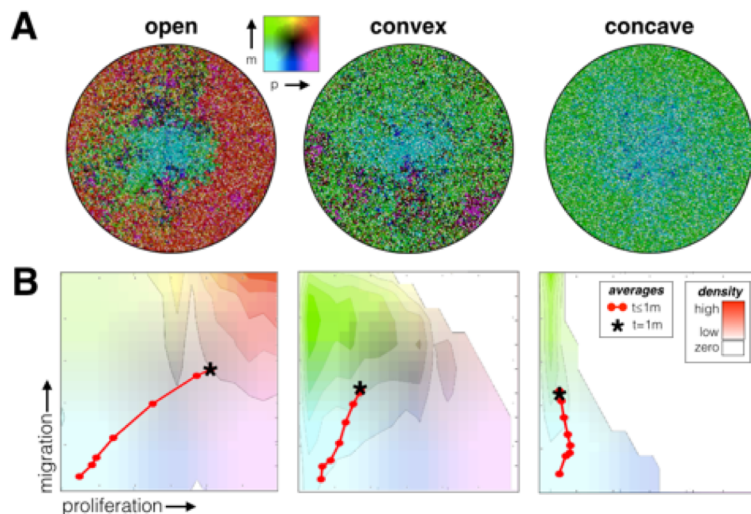 A
open
convex
concave
m
p
B
averages
t≤1m
t=1m
density
high
low
zero
migration
proliferation